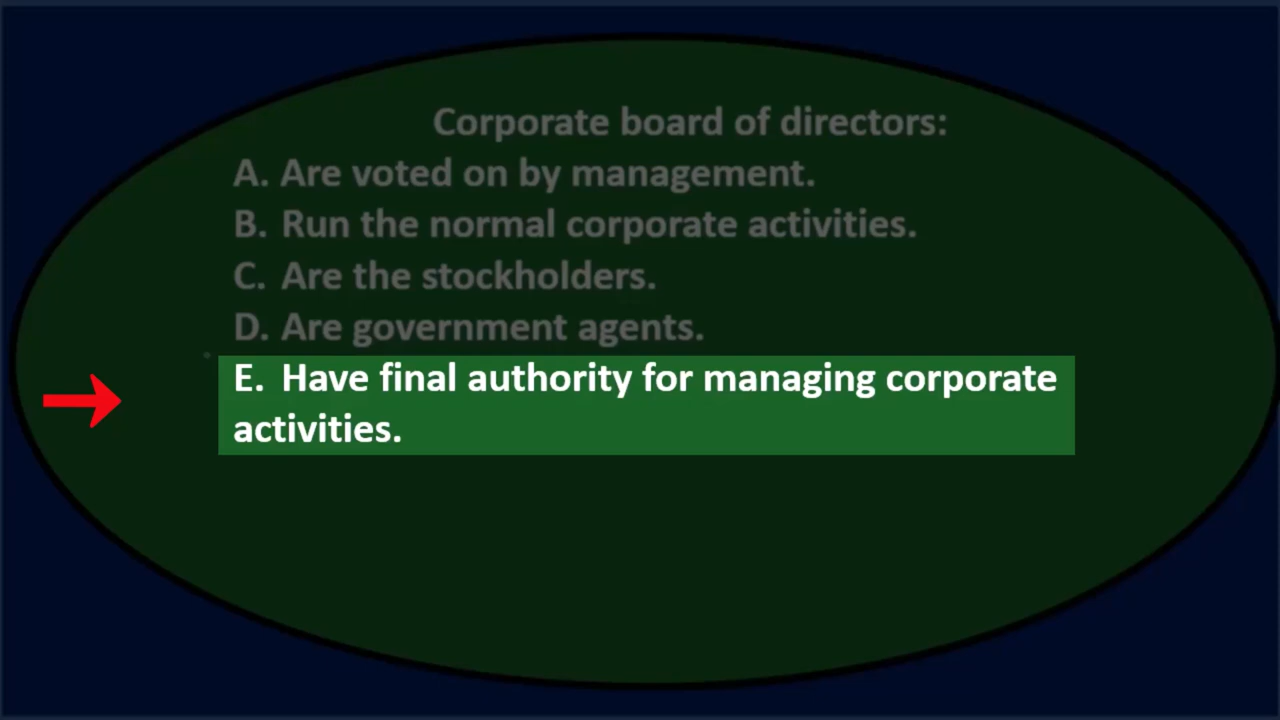 Corporate board of directors:
A. Are voted on by management.
B. Run the normal corporate activities.
C. Are the stockholders.
D. Are government agents.
E. Have final authority for managing corporate
activities.